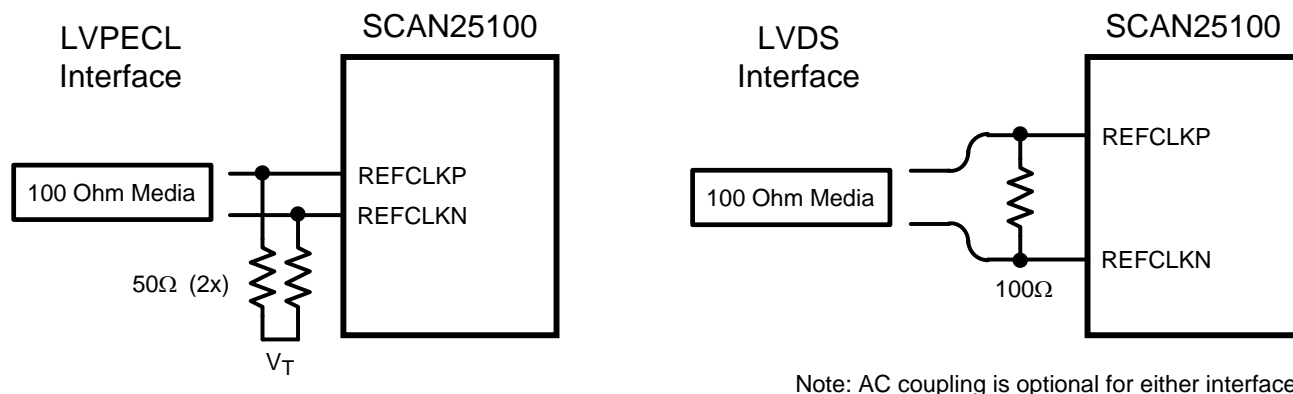 LVPECL
Interface
SCAN25100
100 Ohm Media
REFCLKP
REFCLKN
50Ω (2x)
VT
LVDS
Interface
SCAN25100
100 Ohm Media
REFCLKP
REFCLKN
100Ω
Note: AC coupling is optional for either interface